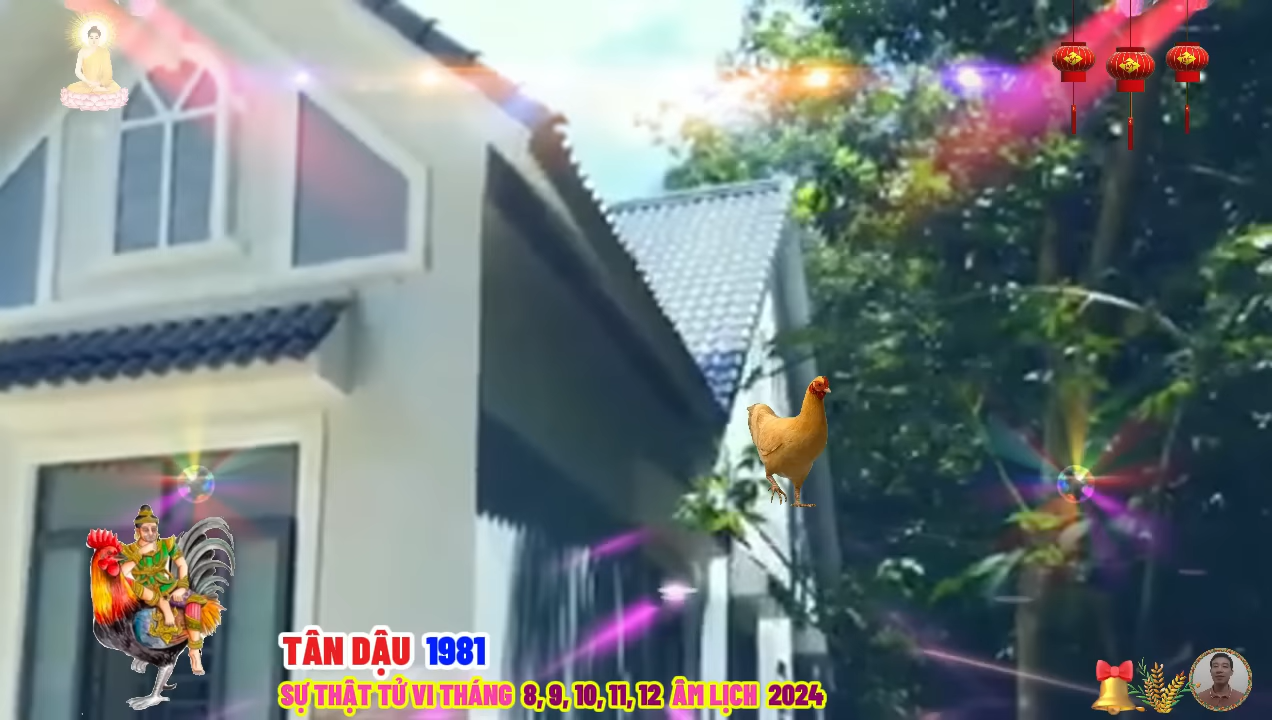 TÂN DẬU 1981
SỰ THẬT TỬ VI THÁNG 8, 9, 10, 11, 12 ÂM LỊCH 2024